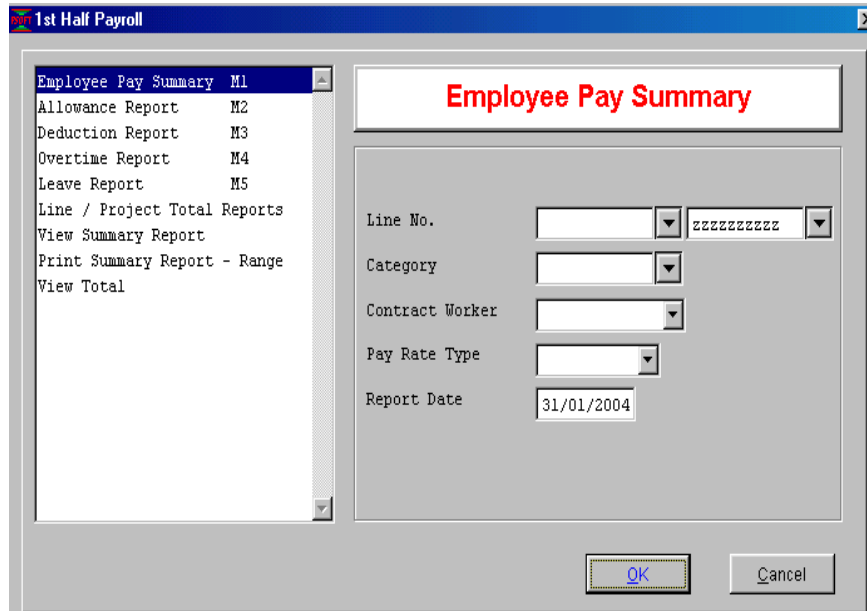 1st Half Payroll
Employee Pay Summary M1
Allowance Report M2
Deduction Report M3
Overtime Report M4
Leave Report M5
Line / Project Total Reports
View Summary Report
Print Summary Report - Range
View Total
Employee Pay Summary
Line No. zzzzzzzzzz
Category
Contract Worker
Pay Rate Type
Report Date 31/01/2004
OK Cancel